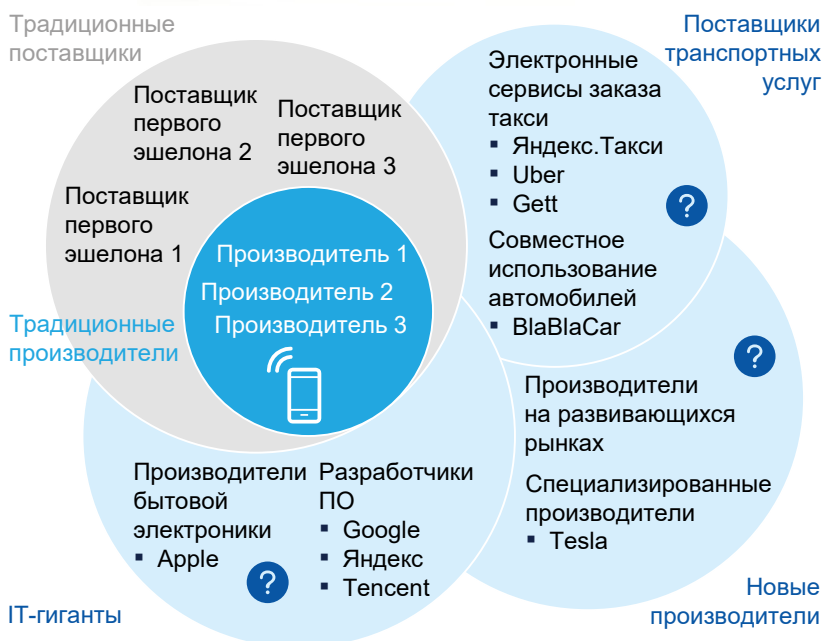 Традиционные
поставщики
Поставщики
транспортных
услуг
Поставщик
первого
эшелона 2
Поставщик
первого
эшелона 3
Поставщик
первого
эшелона 1
Электронные
сервисы заказа
такси
▪ Яндекс.Такси
▪ Uber
▪ Gett
?
Совместное
использование
автомобилей
▪ BlaBlaCar
Производитель 1
Производитель 2
Производитель 3
Традиционные
производители
?
Производители
на развивающихся
рынках
Специализированные
производители
▪ Tesla
Производители
бытовой
электроники
▪ Apple
?
Разработчики
ПО
▪ Google
▪ Яндекс
▪ Tencent
IT-гиганты
Новые
производители